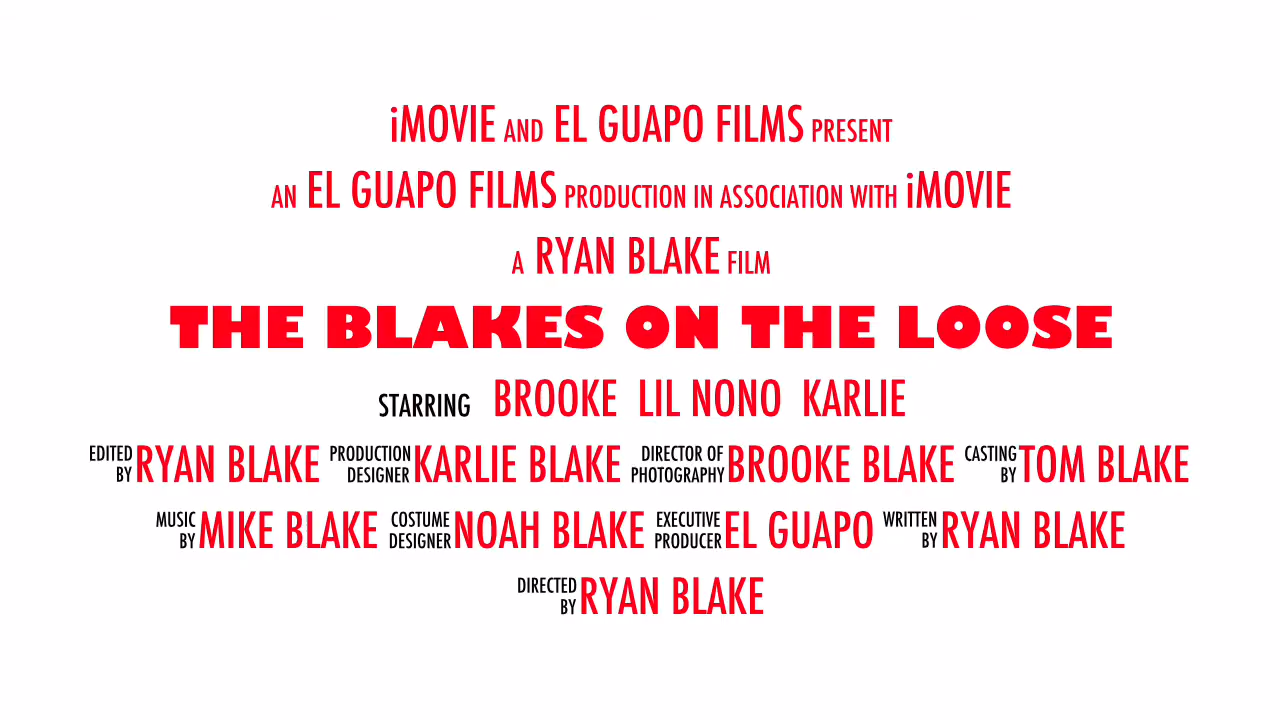 iMOVIE AND EL GUAPO FILMS PRESENT
AN EL GUAPO FILMS PRODUCTION IN ASSOCIATION WITH iMOVIE
A RYAN BLAKE FILM
THE BLAKES ON THE LOOSE
STARRING BROOKE LIL NONO KARLIE
EDITED BY RYAN BLAKE PRODUCTION DESIGNER KARLIE BLAKE DIRECTOR OF PHOTOGRAPHY BROOKE BLAKE CASTING BY TOM BLAKE
MUSIC BY MIKE BLAKE COSTUME DESIGNER NOAH BLAKE EXECUTIVE PRODUCER EL GUAPO WRITTEN BY RYAN BLAKE
DIRECTED BY RYAN BLAKE